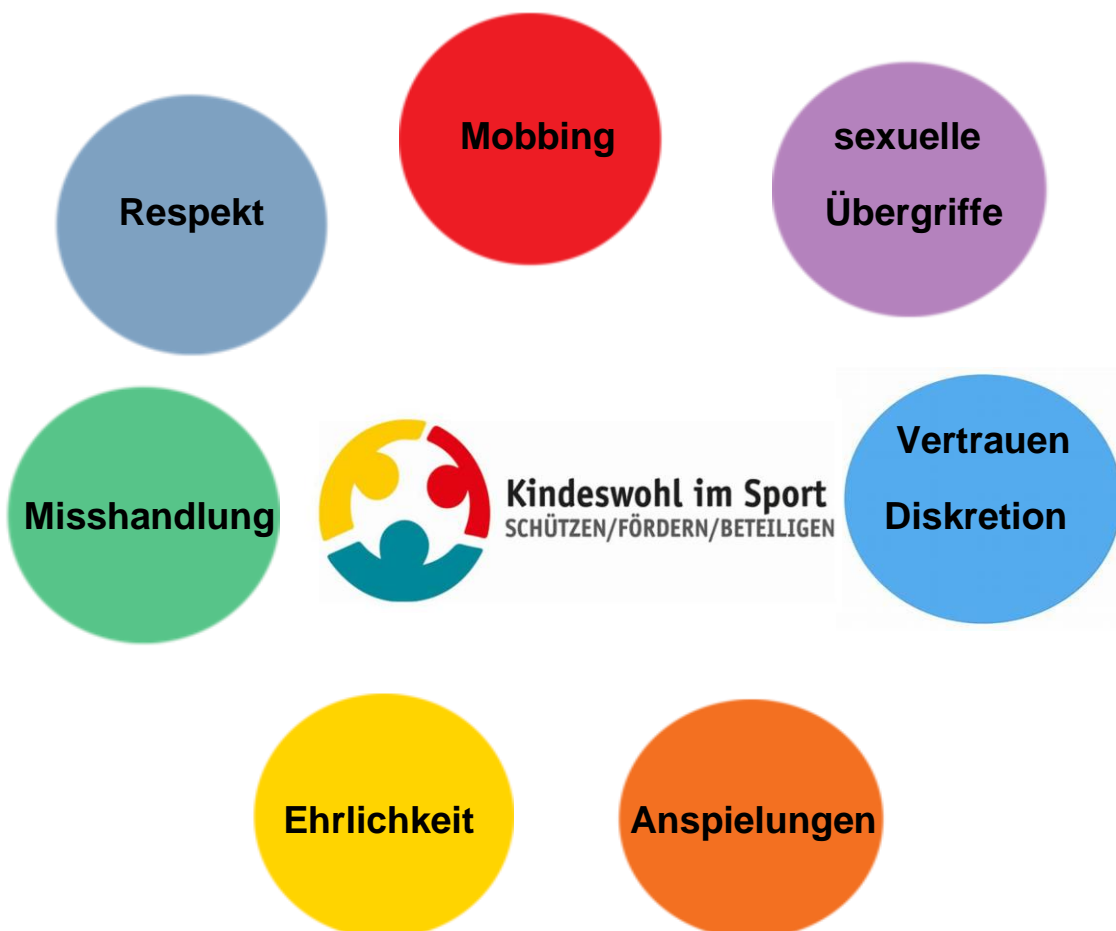 Mobbing
sexuelle
Übergriffe
Respekt
Vertrauen
Diskretion
Misshandlung
Kindeswohl im Sport
SCHÜTZEN/FÖRDERN/BETEILIGEN
Ehrlichkeit
Anspielungen